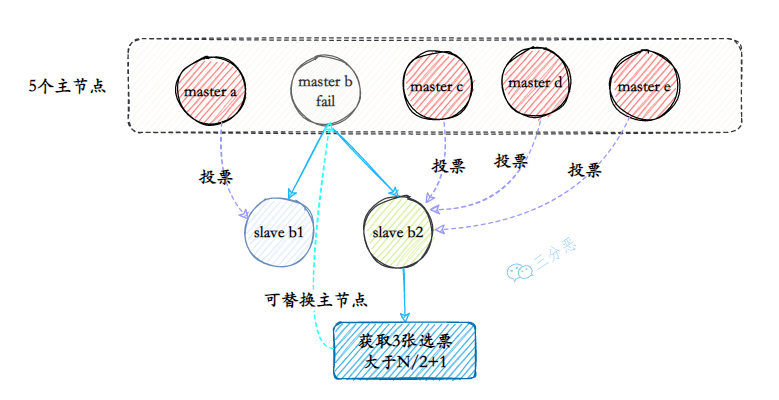 5个主节点
master a
master b
fail
master c
master d
master e
投票
投票
投票
投票
slave b1
slave b2
三分恶
可替换主节点
获取3张选票
大于N/2+1